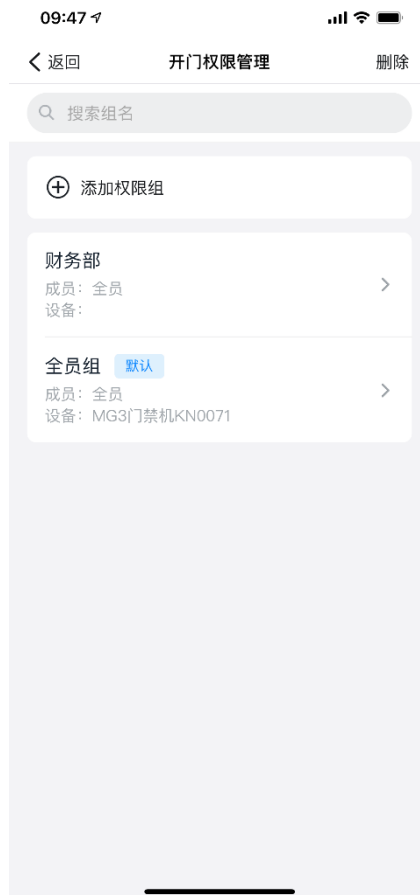 09:47
返回
开门权限管理
删除
搜索组名
添加权限组
财务部
成员：全员
设备：
全员组 默认
成员：全员
设备：MG3门禁机KN0071